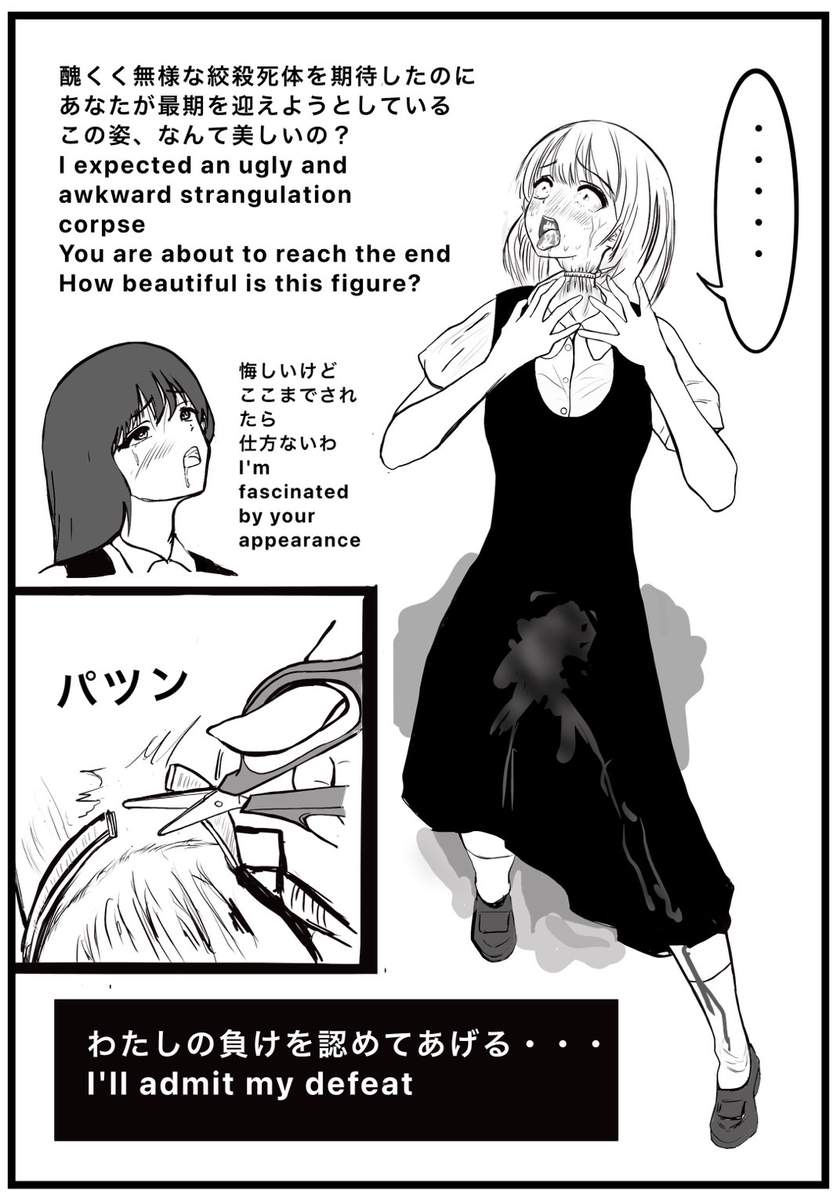 醜くく無様な絞殺死体を期待したのに
あなたが最期を迎えようとしている
この姿、なんて美しいの？
I expected an ugly and
awkward strangulation
corpse
You are about to reach the end
How beautiful is this figure?
・・・・・
悔しいけど
ここまでされ
たら
仕方ないわ
I'm
fascinated
by your
appearance
パツン
わたしの負けを認めてあげる・・・
I'll admit my defeat